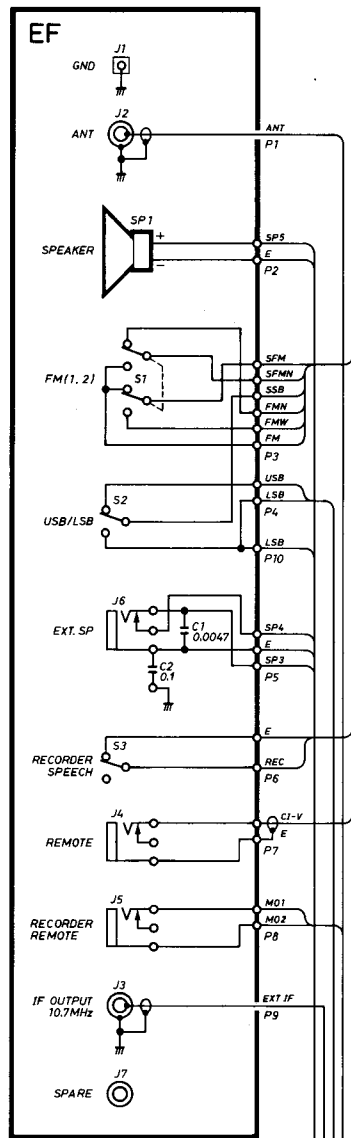 EF
J1
GND
J2
ANT
ANT
P1
SP1
+
SP5
SPEAKER
−
E
P2
SFM
SFMN
FM(1, 2)
S1
SSB
FMN
FMW
FM
P3
USB
S2
LSB
P4
USB/LSB
LSB
P10
J6
EXT. SP
C1
0.0047
SP4
E
C2
0.1
SP3
P5
S3
E
RECORDER
SPEECH
REC
P6
J4
CI-V
REMOTE
E
P7
J5
MO1
RECORDER
REMOTE
MO2
P8
J3
IF OUTPUT
10.7MHz
EXT IF
P9
J7
SPARE